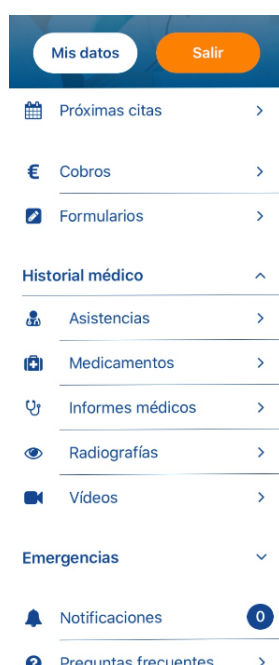 Mis datos
Salir
Próximas citas
€ Cobros
Formularios
Historial médico
Asistencias
Medicamentos
Informes médicos
Radiografías
Vídeos
Emergencias
Notificaciones 0
Preguntas frecuentes